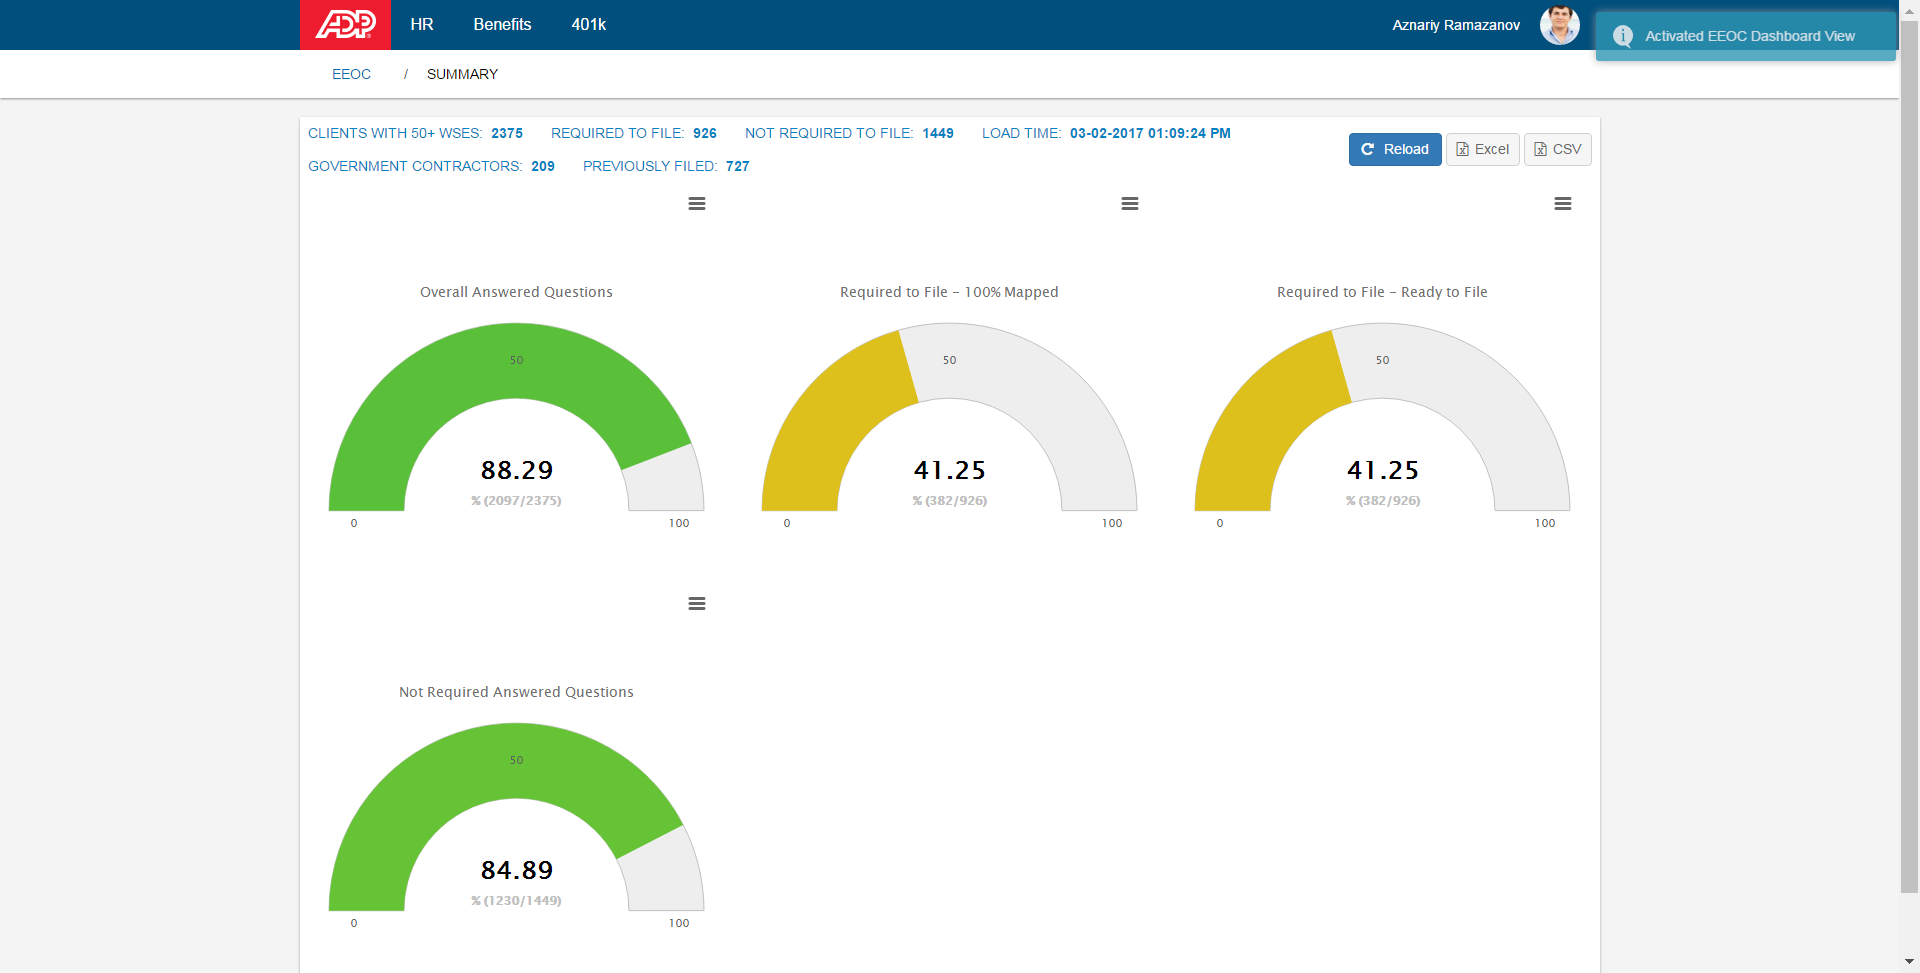 ADP HR Benefits 401k Aznariy Ramazanov Activated EEOC Dashboard View
EEOC / SUMMARY
CLIENTS WITH 50+ WSES: 2375 REQUIRED TO FILE: 926 NOT REQUIRED TO FILE: 1449 LOAD TIME: 03-02-2017 01:09:24 PM
Reload Excel CSV
GOVERNMENT CONTRACTORS: 209 PREVIOUSLY FILED: 727
Overall Answered Questions
50
88.29
% (2097/2375)
0 100
Required to File - 100% Mapped
50
41.25
% (382/926)
0 100
Required to File - Ready to File
50
41.25
% (382/926)
0 100
Not Required Answered Questions
50
84.89
% (1230/1449)
0 100